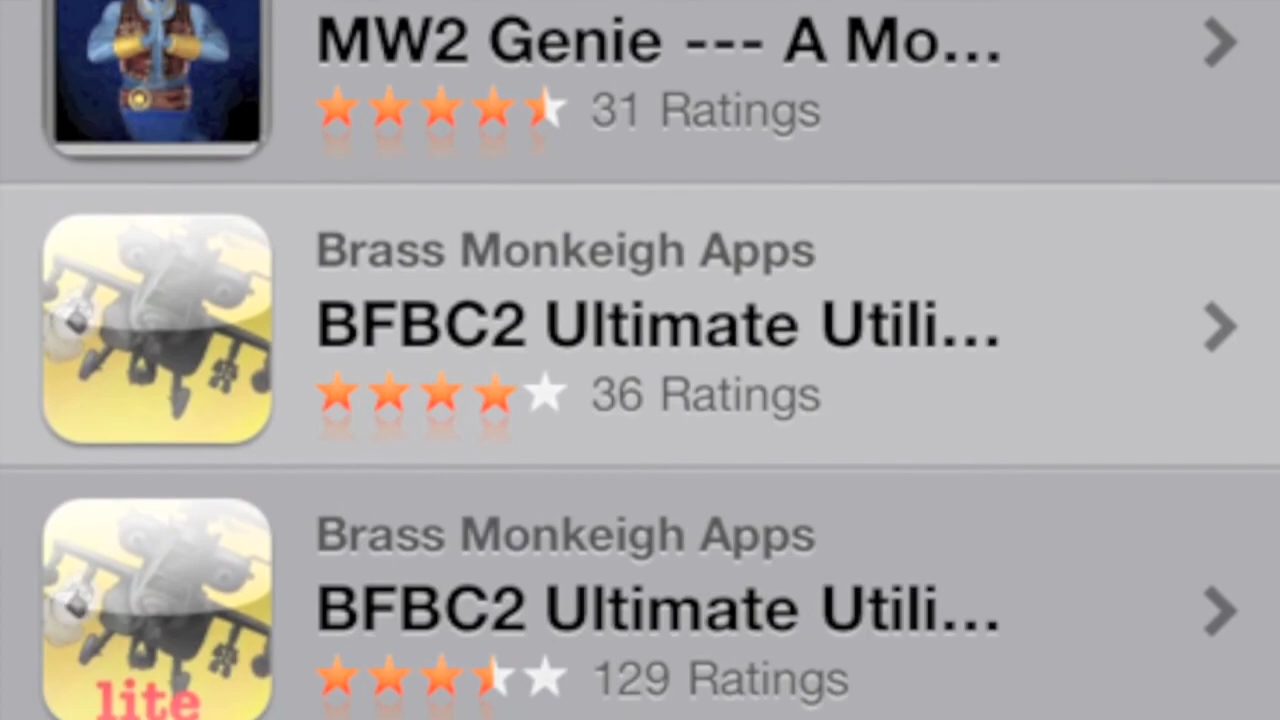 MW2 Genie --- A Mo...
31 Ratings
Brass Monkeigh Apps
BFBC2 Ultimate Utili...
36 Ratings
Brass Monkeigh Apps
BFBC2 Ultimate Utili...
129 Ratings
lite